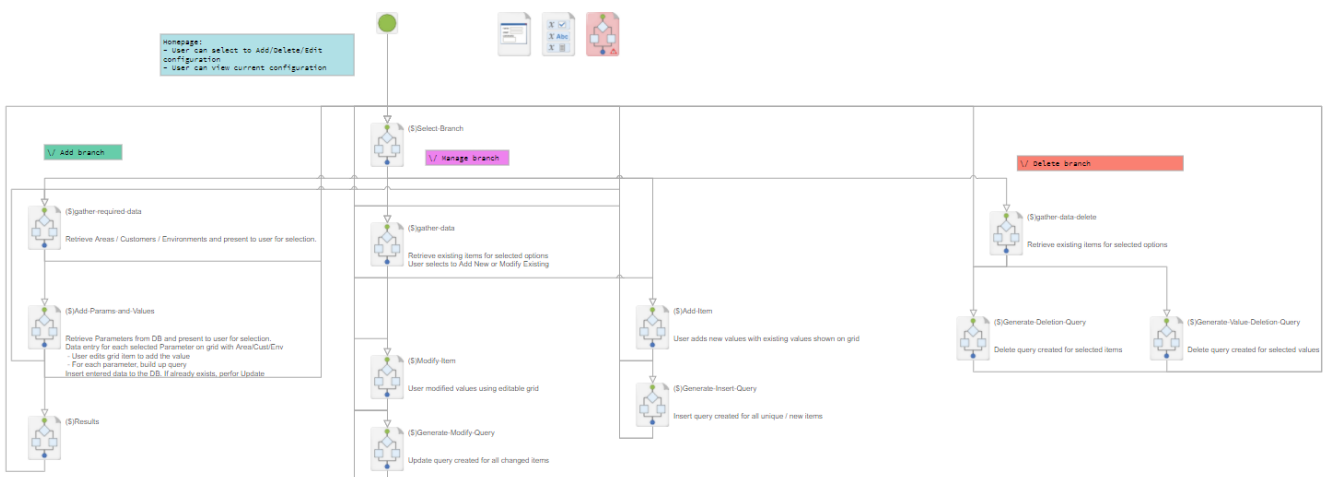 Homepage:
- User can select to Add/Delete/Edit
configuration
- User can view current configuration
X
X Abc
X
($)Select-Branch
\/ Add branch
\/ Manage branch
\/ Delete branch
($)gather-required-data
Retrieve Areas / Customers / Environments and present to user for selection.
($)gather-data
Retrieve existing items for selected options
User selects to Add New or Modify Existing
($)gather-data-delete
Retrieve existing items for selected options
($)Add-Params-and-Values
Retrieve Parameters from DB and present to user for selection.
Data entry for each selected Parameter on grid with Area/Cust/Env
- User edits grid item to add the value
- For each parameter, build up query
Insert entered data to the DB. If already exists, perfor Update
($)Add-Item
User adds new values with existing values shown on grid
($)Generate-Deletion-Query
Delete query created for selected items
($)Generate-Value-Deletion-Query
Delete query created for selected values
($)Modify-Item
User modified values using editable grid
($)Generate-Insert-Query
Insert query created for all unique / new items
($)Results
($)Generate-Modify-Query
Update query created for all changed items